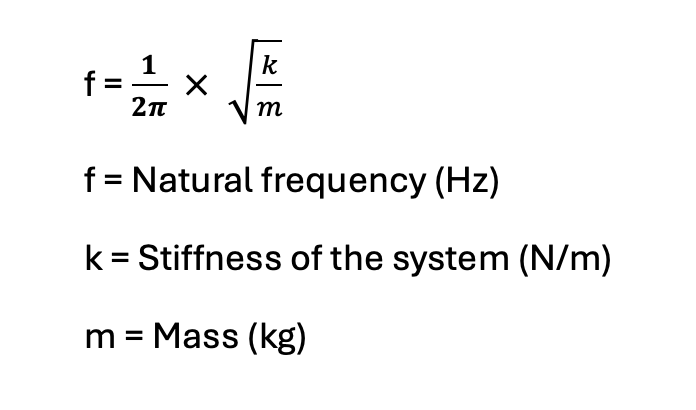 f = 1/2π × √(k/m)
f = Natural frequency (Hz)
k = Stiffness of the system (N/m)
m = Mass (kg)